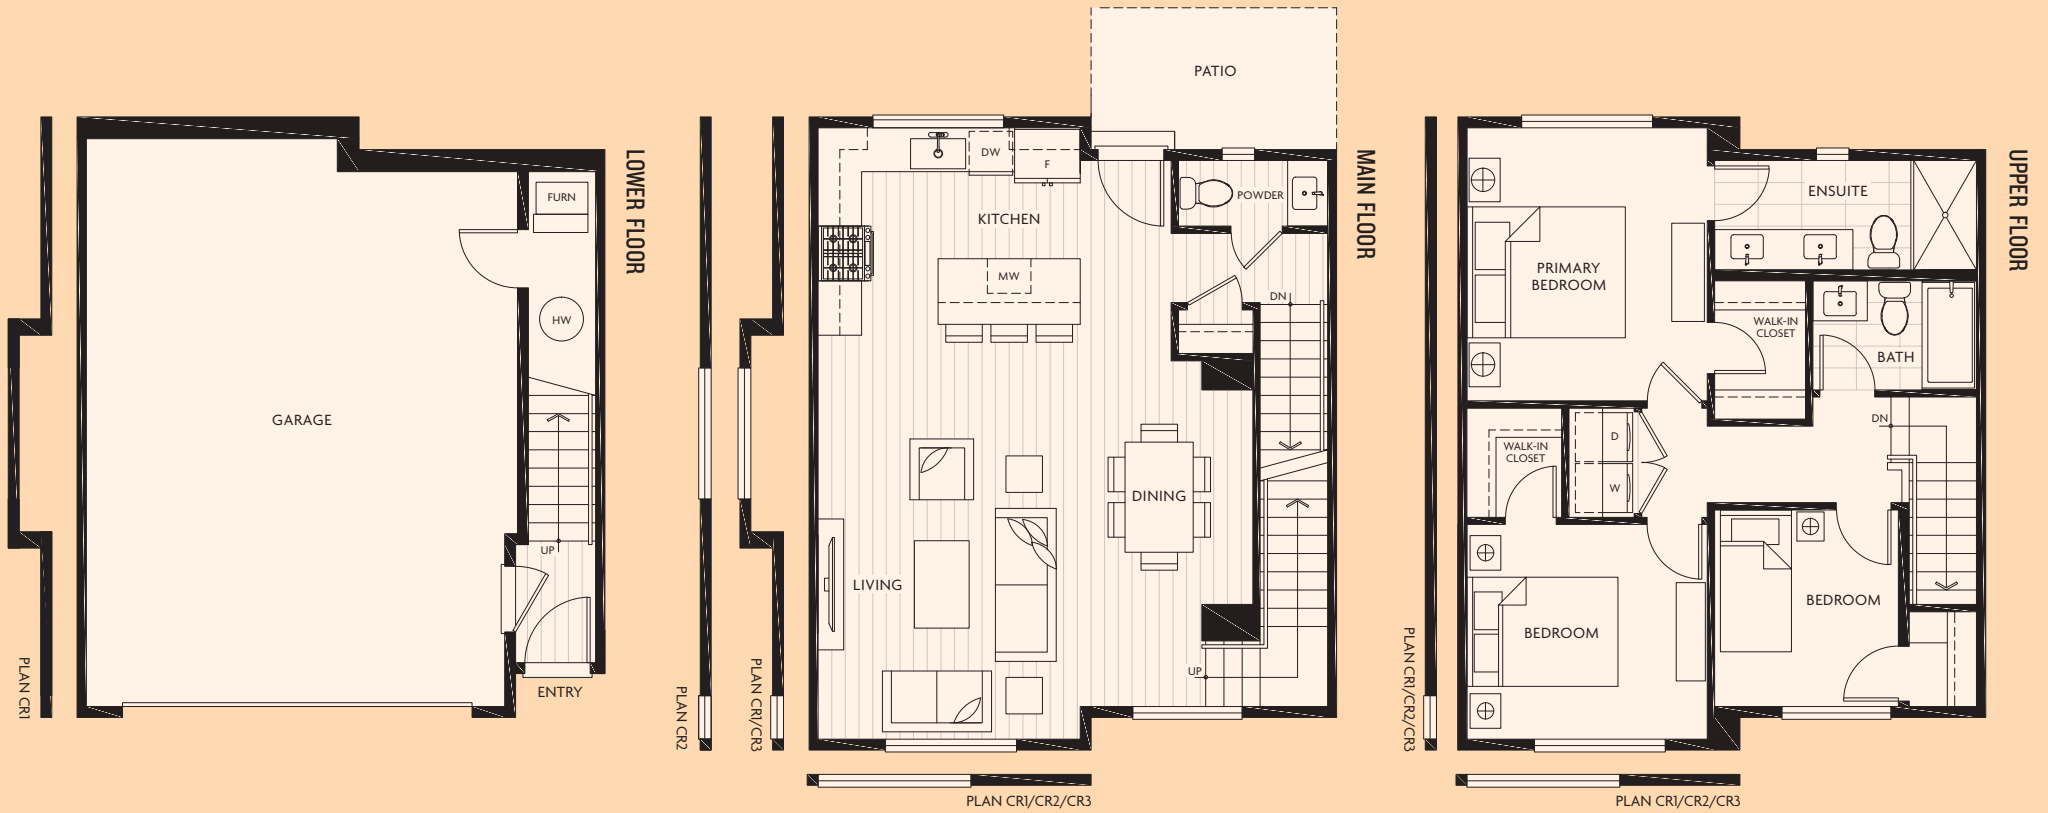 LOWER FLOOR
FURN
HW
GARAGE
UP
ENTRY
PLAN CR1
MAIN FLOOR
PATIO
DW
F
KITCHEN
POWDER
MW
DN
DINING
LIVING
UP
PLAN CR2
PLAN CR1/CR3
PLAN CR1/CR2/CR3
UPPER FLOOR
ENSUITE
PRIMARY
BEDROOM
WALK-IN
CLOSET
BATH
DN
WALK-IN
CLOSET
D
W
BEDROOM
BEDROOM
PLAN CR1/CR2/CR3
PLAN CR1/CR2/CR3